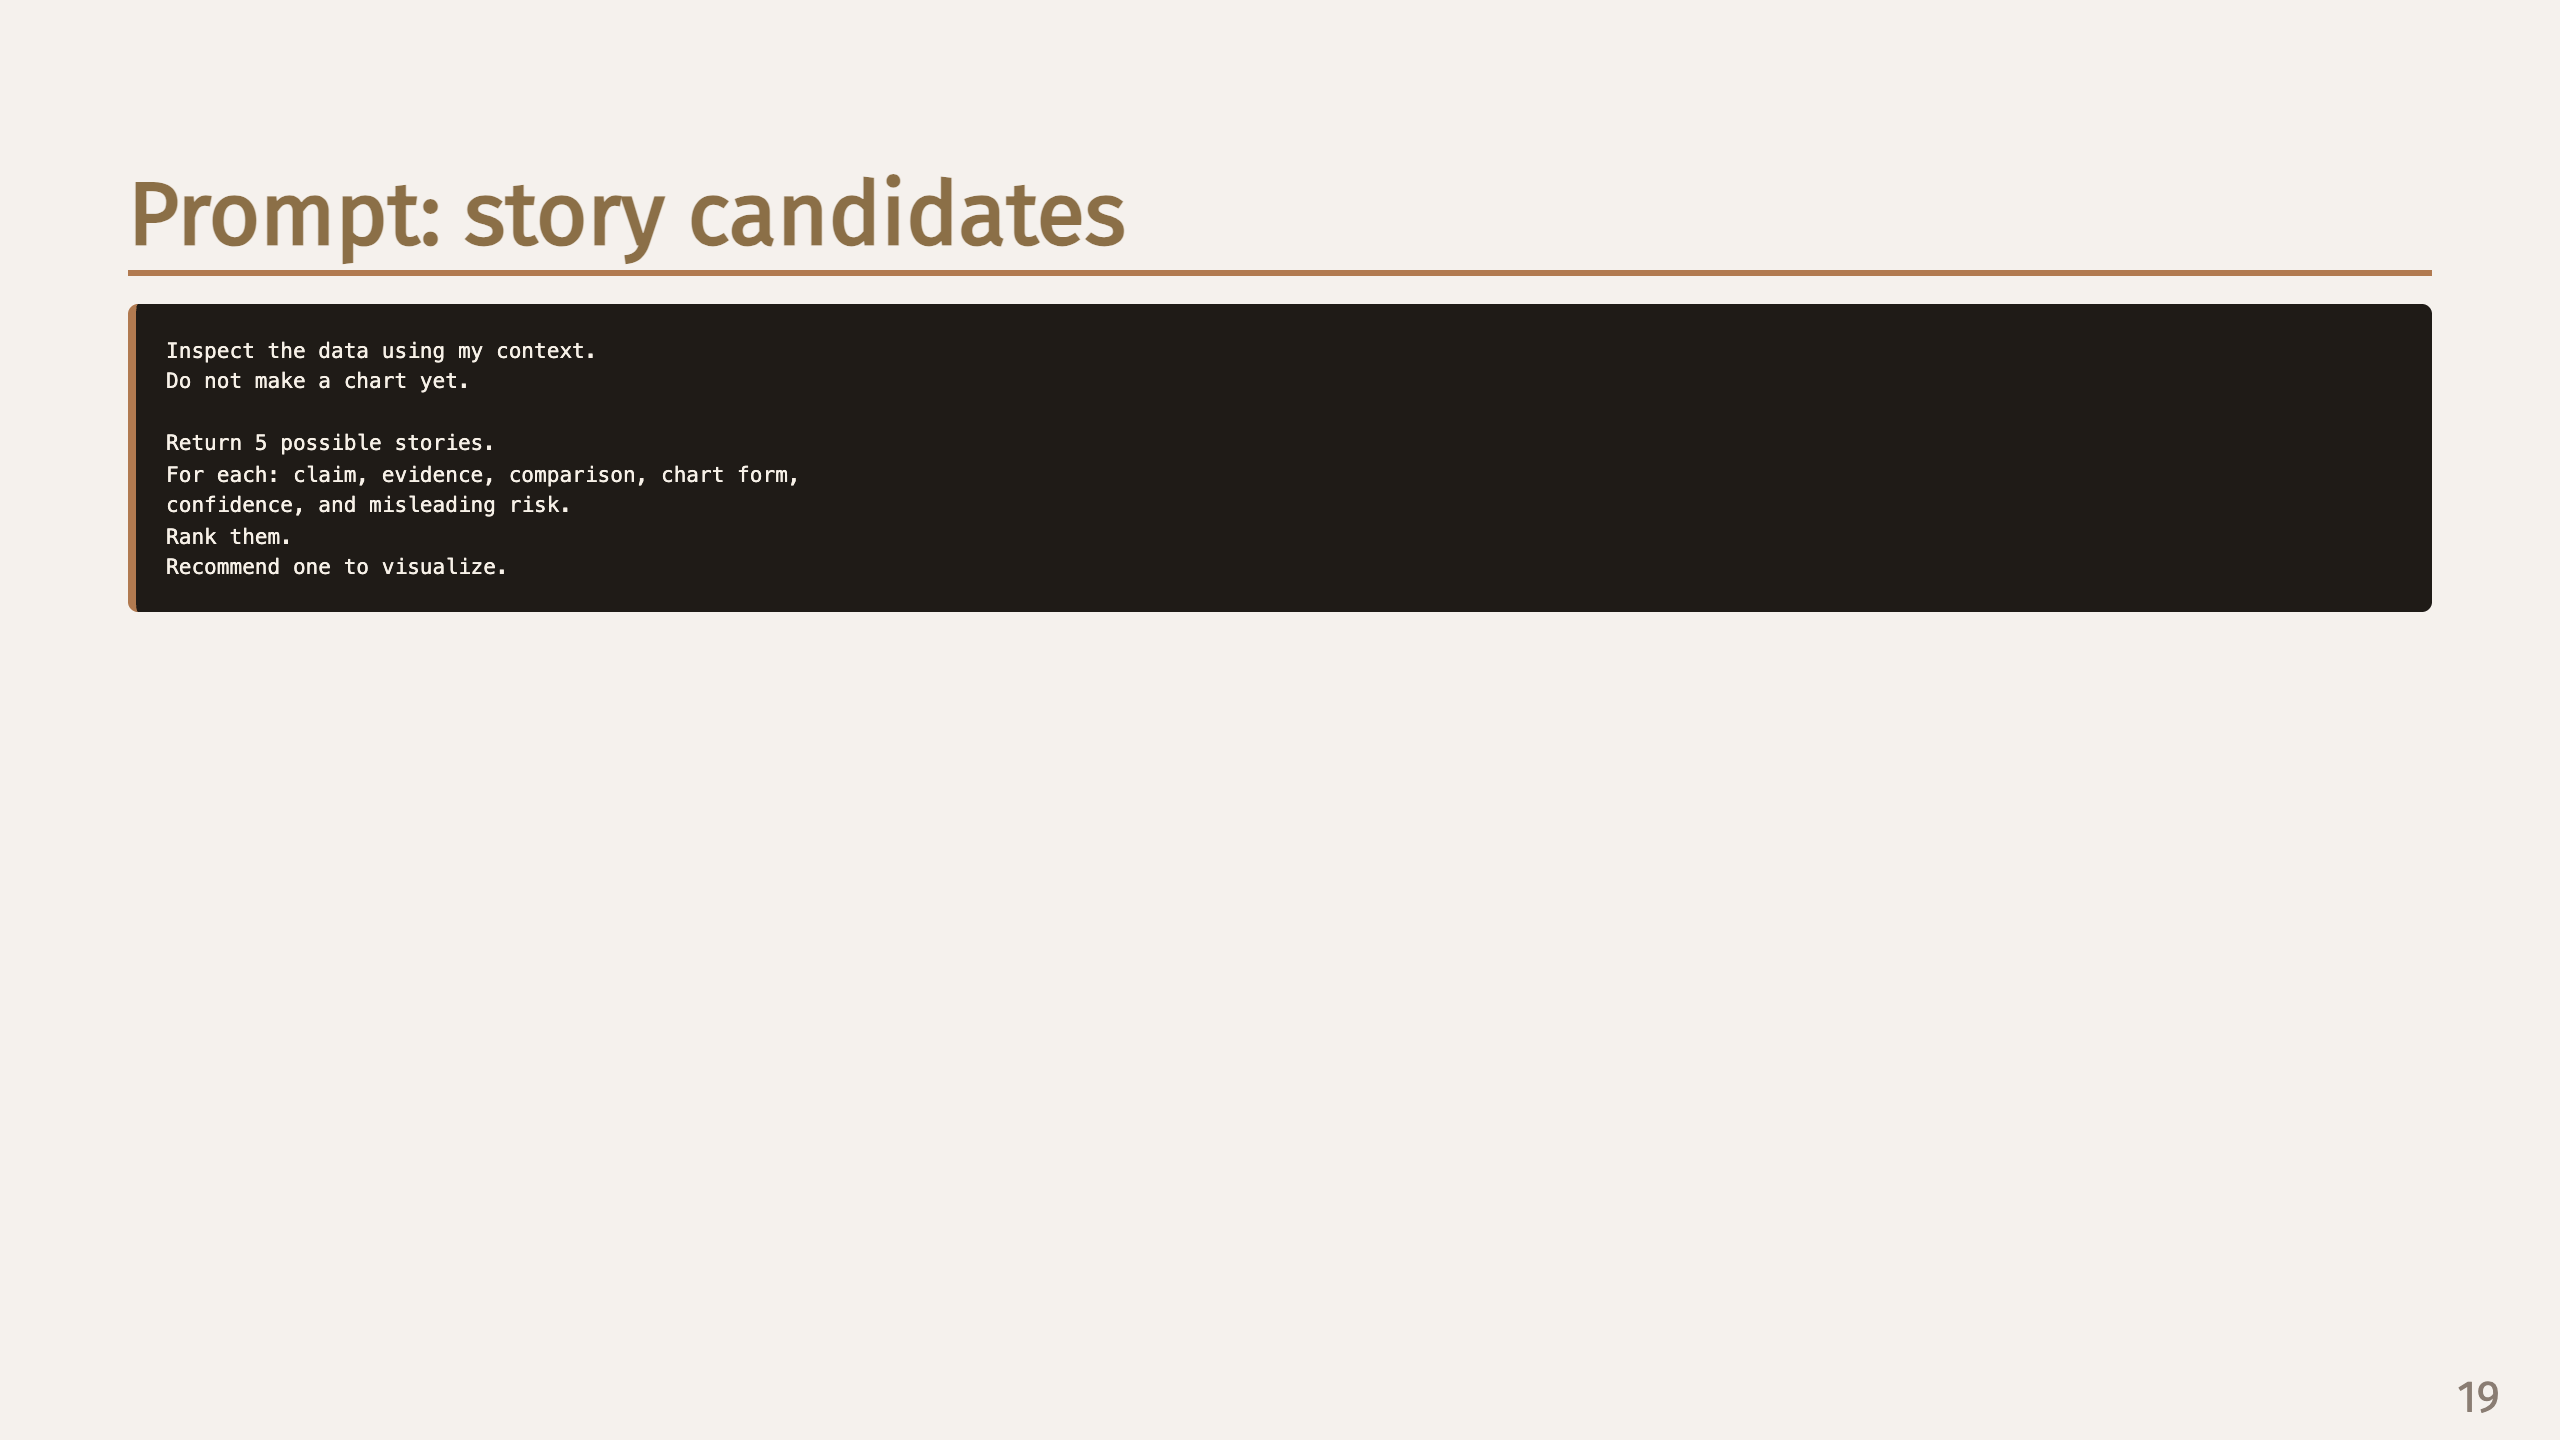 Prompt: story candidates
Inspect the data using my context.
Do not make a chart yet.
Return 5 possible stories.
For each: claim, evidence, comparison, chart form,
confidence, and misleading risk.
Rank them.
Recommend one to visualize.
19